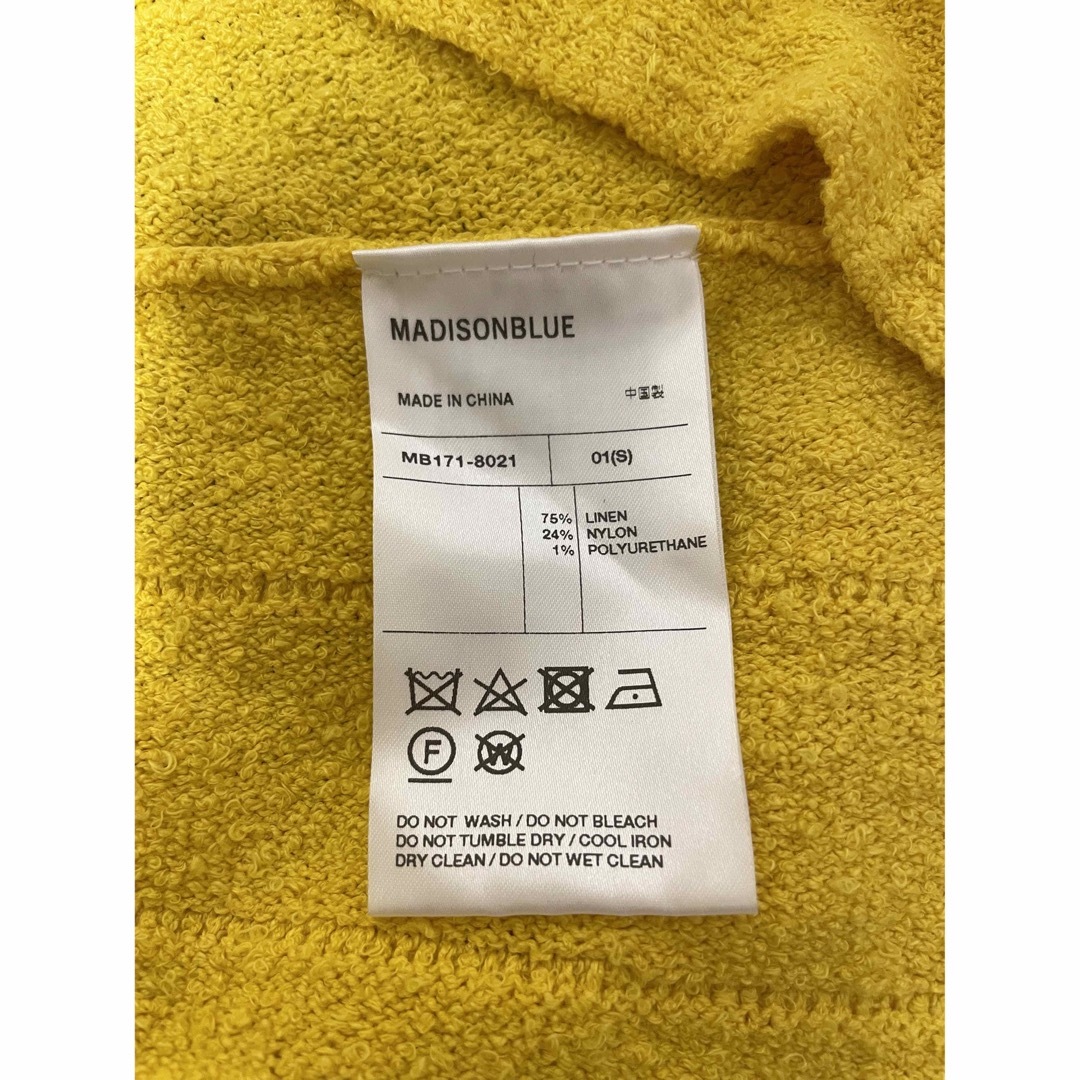 MADISONBLUE
MADE IN CHINA 中国製
MB171-8021 01(S)
75% LINEN
24% NYLON
1% POLYURETHANE
F W
DO NOT WASH / DO NOT BLEACH
DO NOT TUMBLE DRY / COOL IRON
DRY CLEAN / DO NOT WET CLEAN